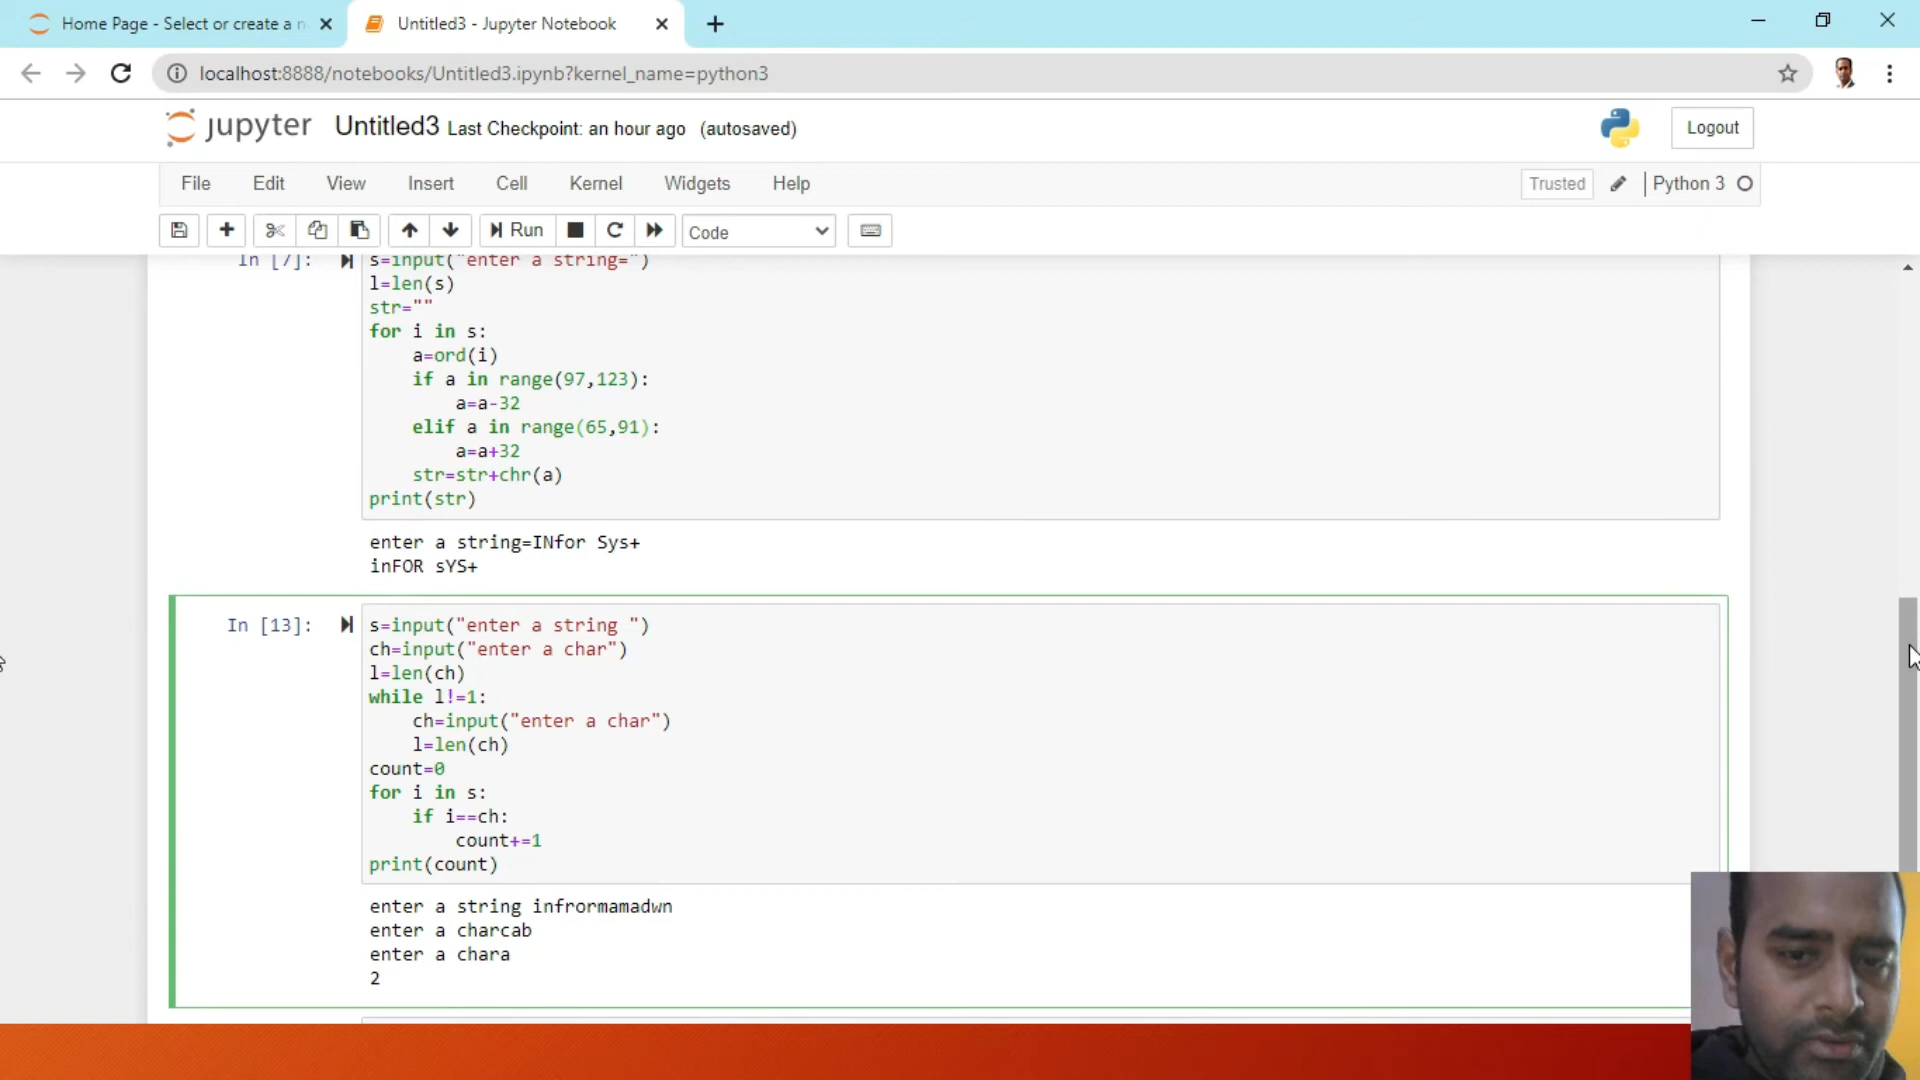 Home Page - Select or create a n
Untitled3 - Jupyter Notebook
localhost:8888/notebooks/Untitled3.ipynb?kernel_name=python3
jupyter Untitled3 Last Checkpoint: an hour ago (autosaved)
Logout
File Edit View Insert Cell Kernel Widgets Help
Trusted Python 3
Run Code
In [7]:
s=input("enter a string=")
l=len(s)
str=""
for i in s:
    a=ord(i)
    if a in range(97,123):
        a=a-32
    elif a in range(65,91):
        a=a+32
    str=str+chr(a)
print(str)
enter a string=INfor Sys+
inFOR sYS+
In [13]:
s=input("enter a string ")
ch=input("enter a char")
l=len(ch)
while l!=1:
    ch=input("enter a char")
    l=len(ch)
count=0
for i in s:
    if i==ch:
        count+=1
print(count)
enter a string infrormamadwn
enter a charcab
enter a chara
2